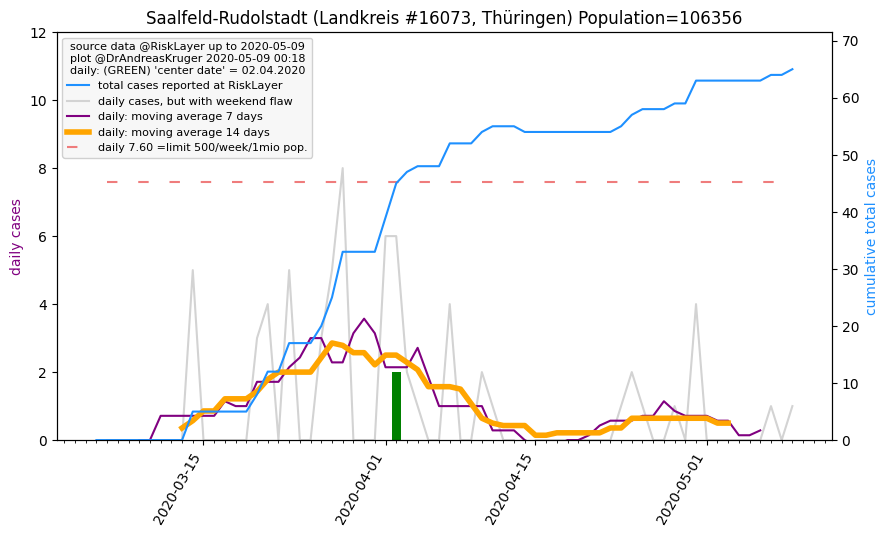 Saalfeld-Rudolstadt (Landkreis #16073, Thüringen) Population=106356
source data @RiskLayer up to 2020-05-09
plot @DrAndreasKruger 2020-05-09 00:18
daily: (GREEN) 'center date' = 02.04.2020
total cases reported at RiskLayer
daily cases, but with weekend flaw
daily: moving average 7 days
daily: moving average 14 days
daily 7.60 =limit 500/week/1mio pop.
daily cases
12
10
8
6
4
2
0
70
60
50
40
30
20
10
0
cumulative total cases
2020-03-15
2020-04-01
2020-04-15
2020-05-01